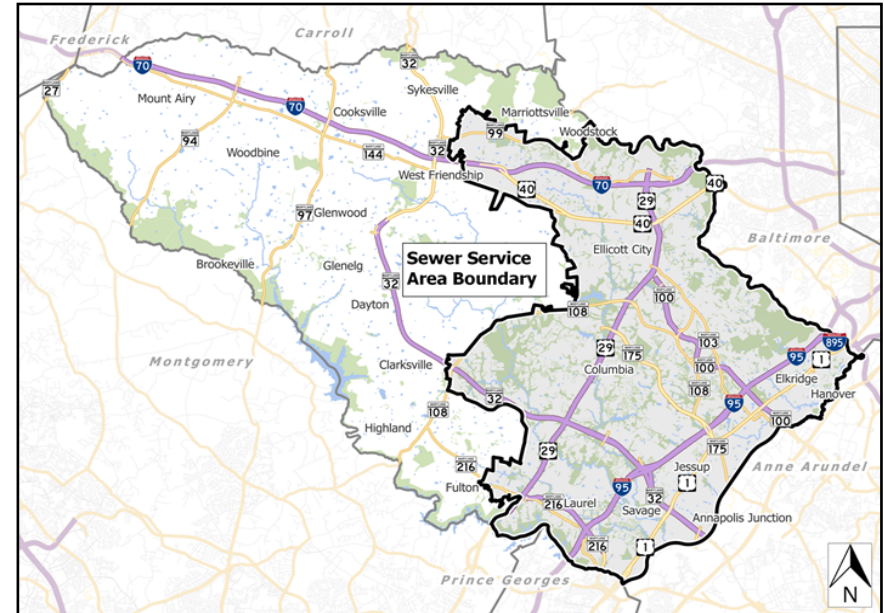 Frederick
Carroll
70
32
27
Sykesville
Mount Airy
70
Cooksville
Marriottsville
99
Woodstock
94
Woodbine
144
32
West Friendship
40
70
40
29
97
Glenwood
40
Ellicott City
Baltimore
Brookeville
Glenelg
Sewer Service
Area Boundary
32
Dayton
100
108
103
895
29
175
95
1
Montgomery
Clarksville
Columbia
100
Elkridge
108
Hanover
32
95
108
100
Highland
29
175
216
Jessup
Anne Arundel
Fulton
95
1
32
216
Laurel
Savage
Annapolis Junction
216
1
Prince Georges
N